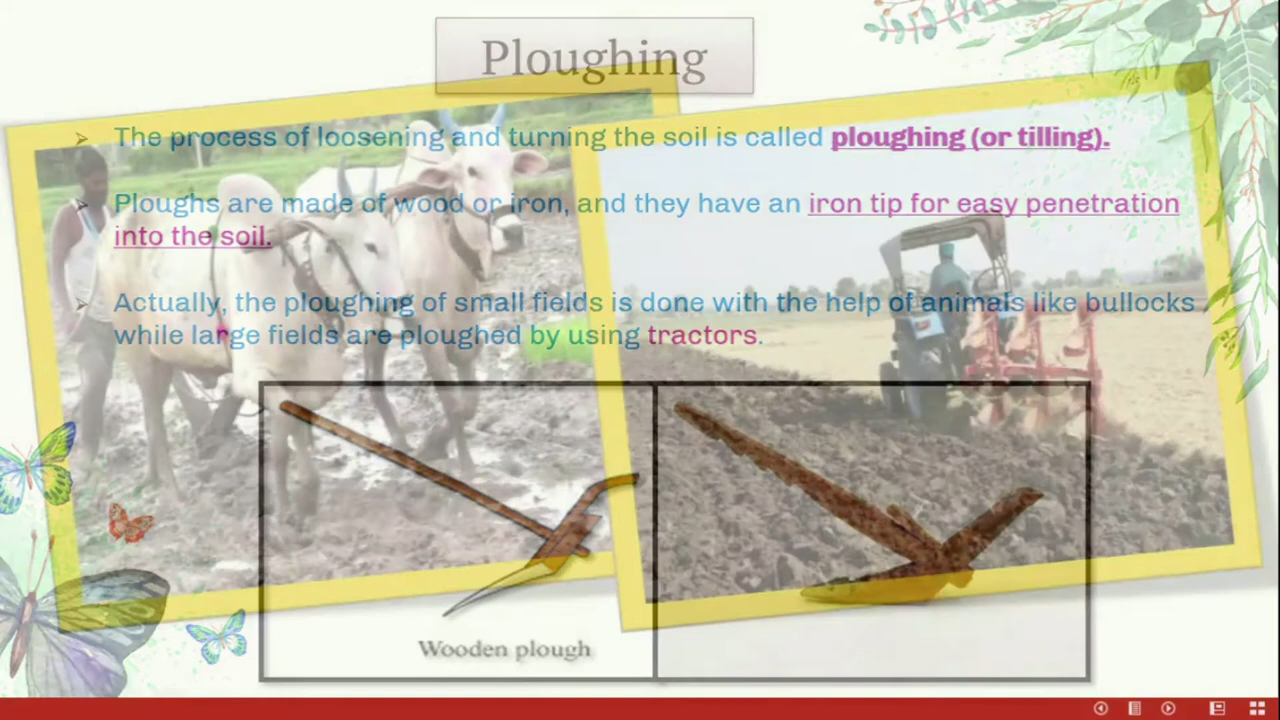 Ploughing
The process of loosening and turning the soil is called ploughing (or tilling).
Ploughs are made of wood or iron, and they have an iron tip for easy penetration
into the soil.
Actually, the ploughing of small fields is done with the help of animals like bullocks
while large fields are ploughed by using tractors.
Wooden plough